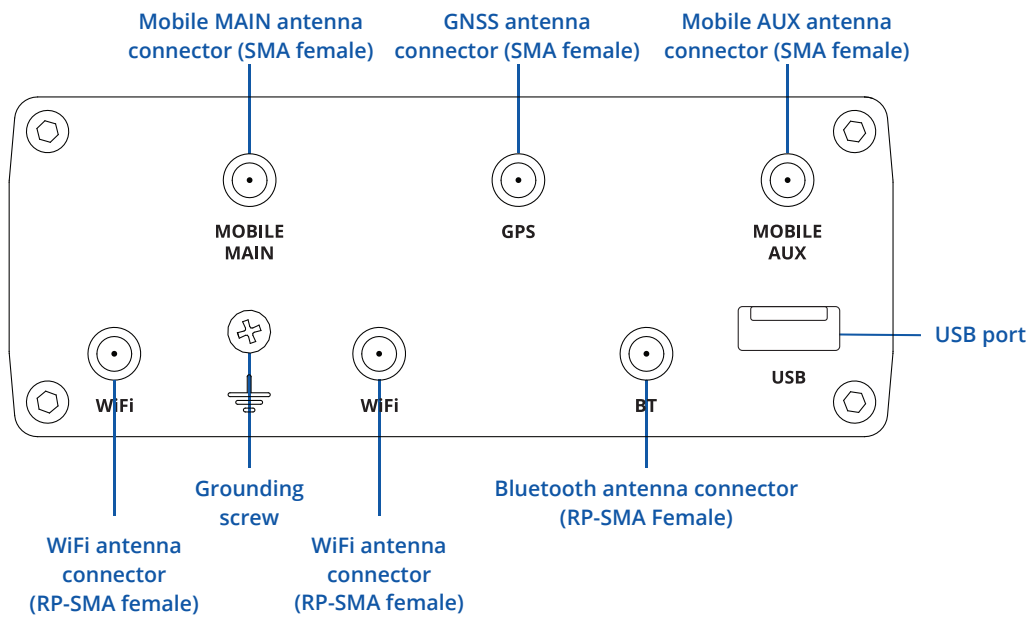 Mobile MAIN antenna
connector (SMA female)
GNSS antenna
connector (SMA female)
Mobile AUX antenna
connector (SMA female)
MOBILE
MAIN
GPS
MOBILE
AUX
USB port
USB
WiFi
WiFi
BT
Grounding
screw
Bluetooth antenna connector
(RP-SMA Female)
WiFi antenna
connector
(RP-SMA female)
WiFi antenna
connector
(RP-SMA female)